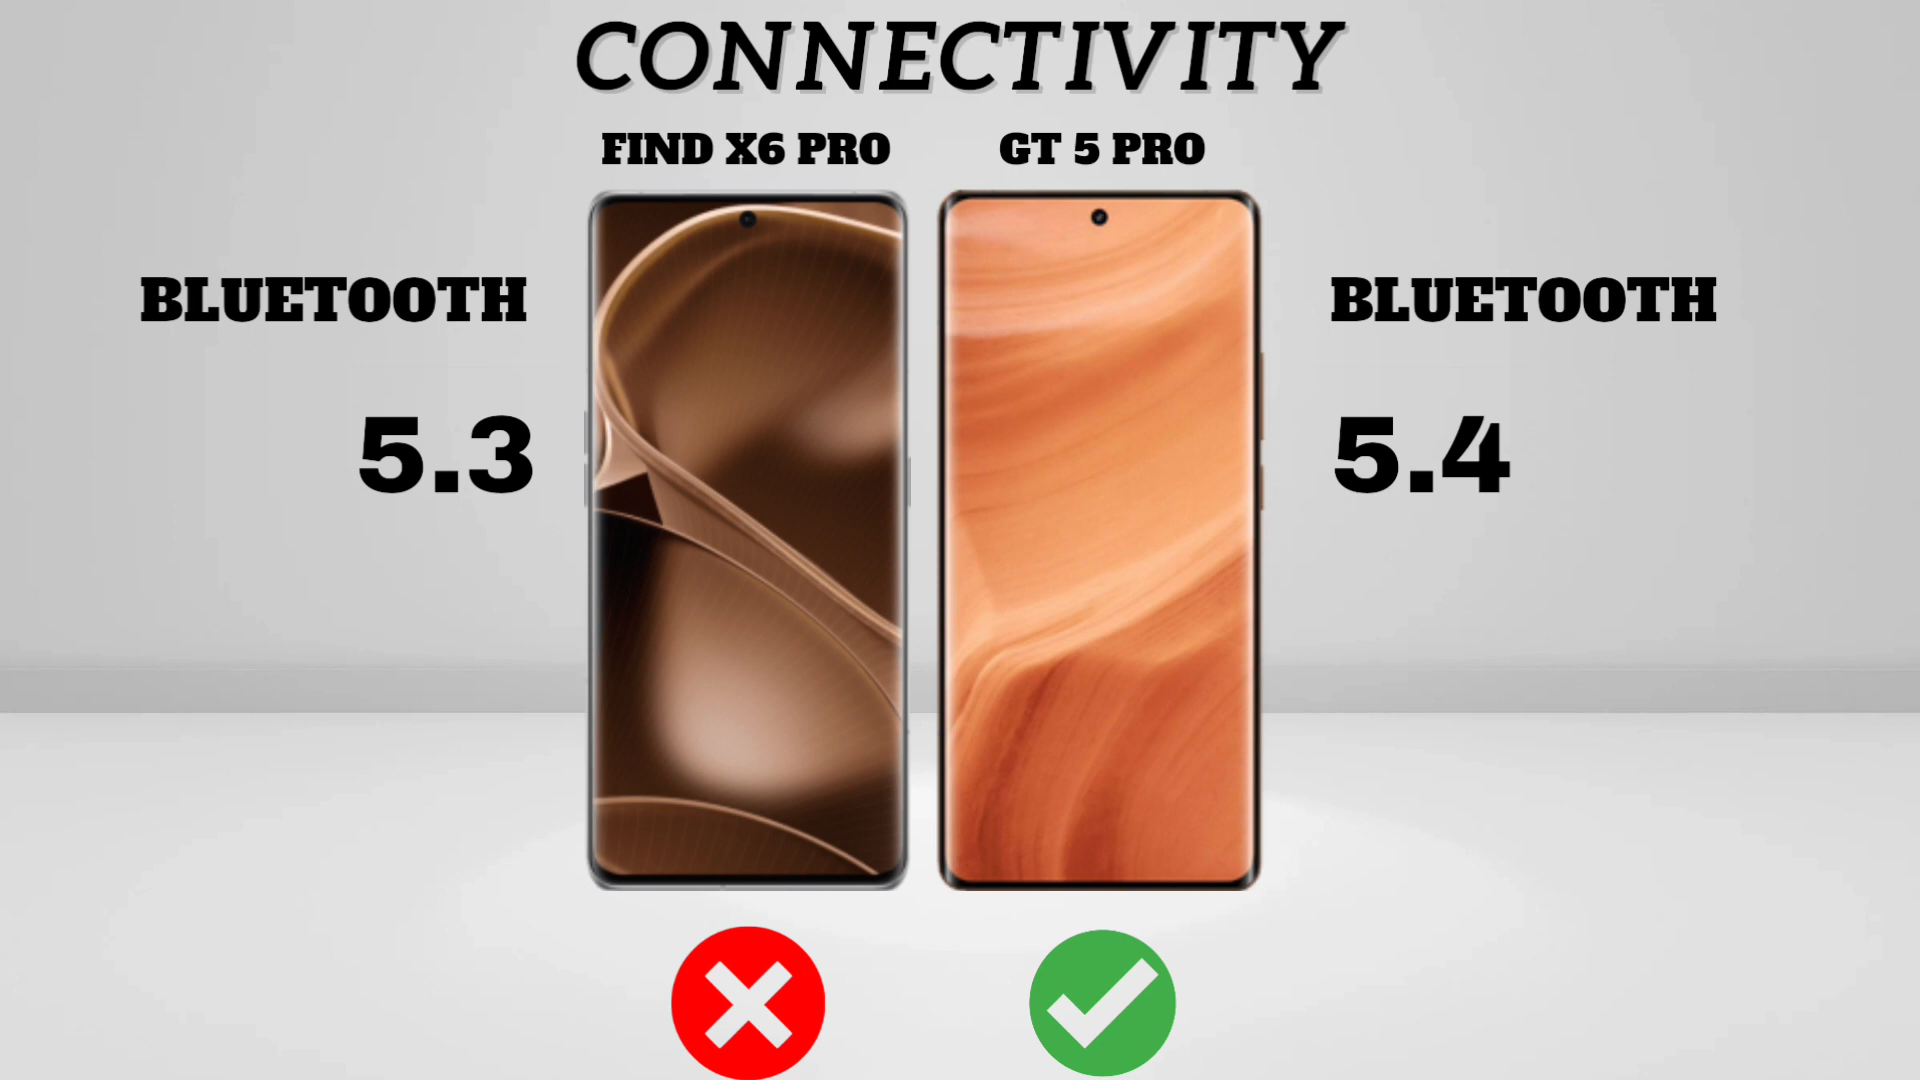 CONNECTIVITY
FIND X6 PRO
GT 5 PRO
BLUETOOTH
5.3
BLUETOOTH
5.4